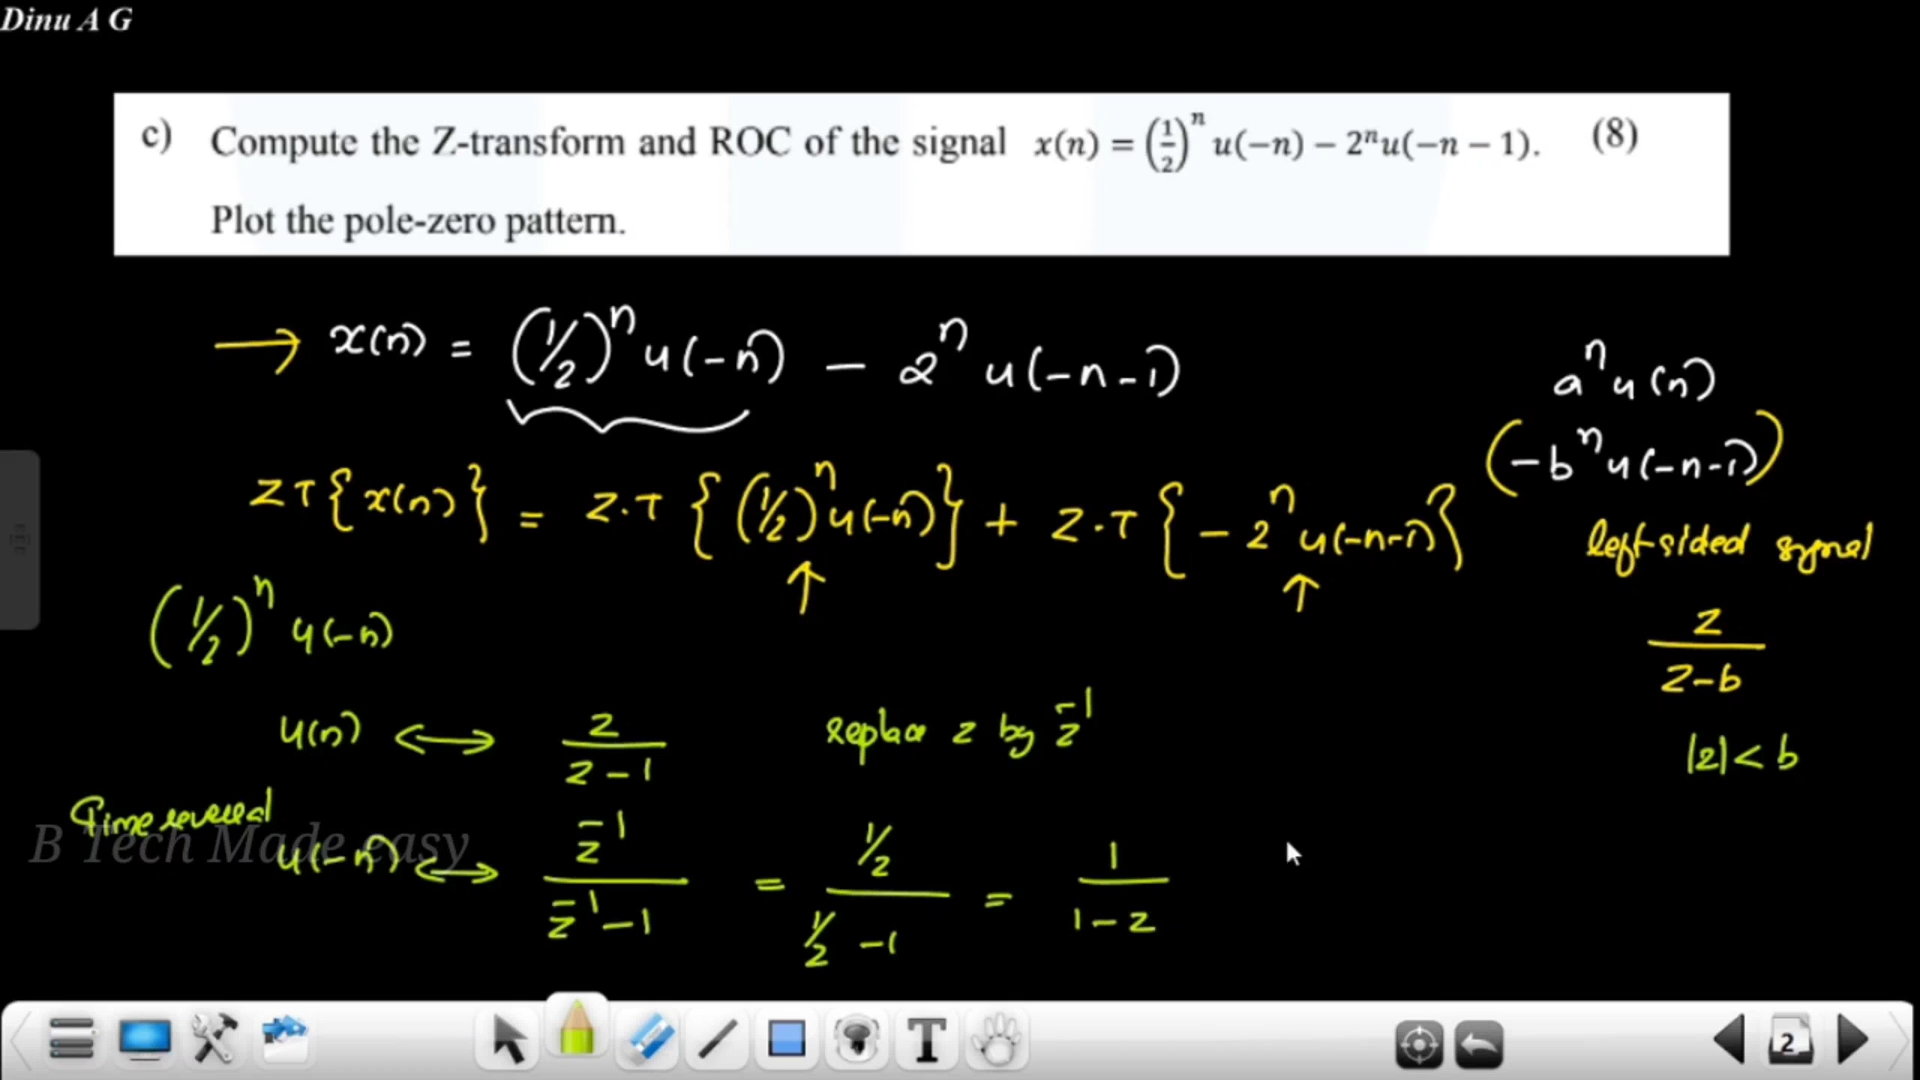 Dinu A G
c) Compute the Z-transform and ROC of the signal x(n) = (1/2)^n u(−n) − 2^n u(−n − 1). (8)
Plot the pole-zero pattern.
→ x(n) = (1/2)^n u(-n) - 2^n u(-n-1)
a^n u(n)
(-b^n u(-n-1))
ZT{x(n)} = Z.T {(1/2)^n u(-n)} + Z.T {-2^n u(-n-1)}
↑ ↑
left-sided signal
z/(z-b)
|z| < b
(1/2)^n u(-n)
u(n) ↔ z/(z-1) replace z by z^-1
Time reversal
u(-n) ↔ z^-1/(z^-1 -1) = (1/z)/(1/z -1) = 1/(1-z)
B Tech Made easy
T
2